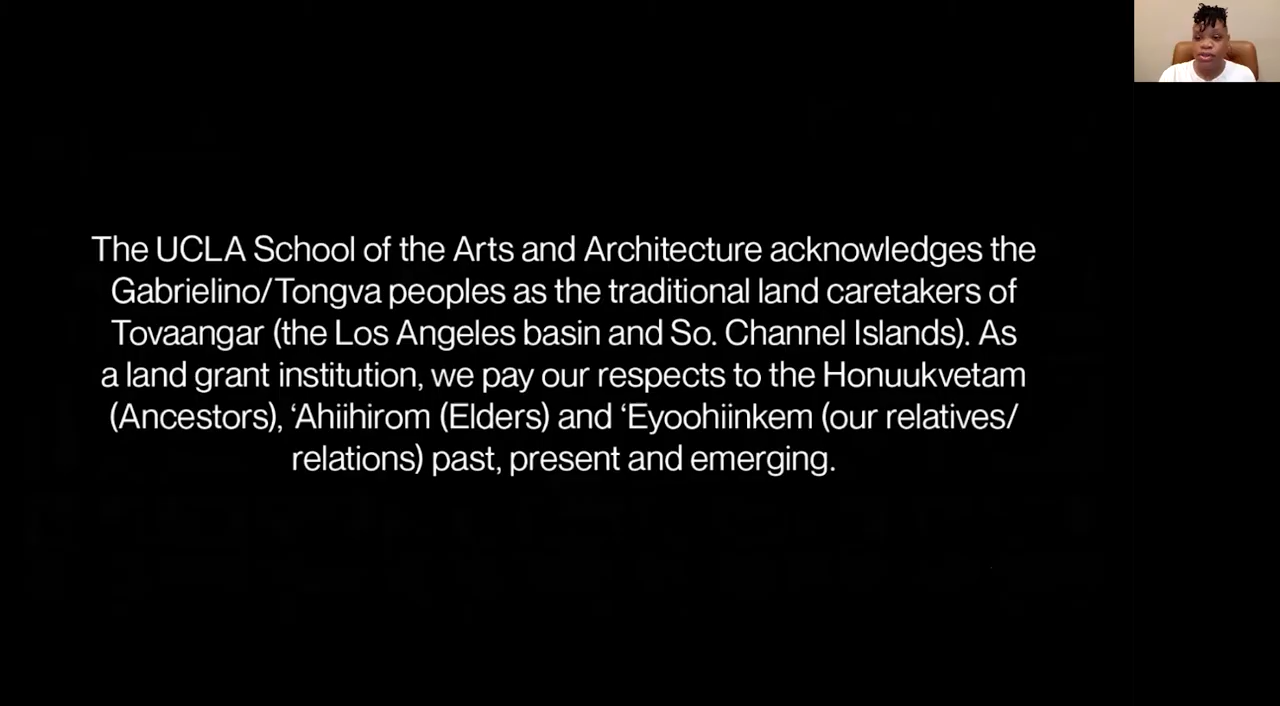 The UCLA School of the Arts and Architecture acknowledges the
Gabrielino/Tongva peoples as the traditional land caretakers of
Tovaangar (the Los Angeles basin and So. Channel Islands). As
a land grant institution, we pay our respects to the Honuukvetam
(Ancestors), ‘Ahiihirom (Elders) and ‘Eyoohiinkem (our relatives/
relations) past, present and emerging.